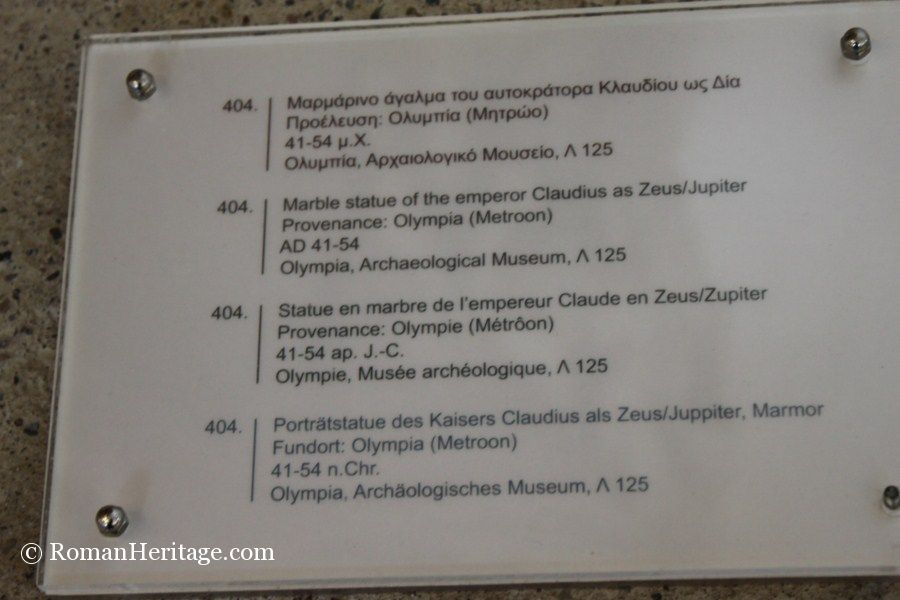 404. Μαρμάρινο άγαλμα του αυτοκράτορα Κλαυδίου ως Δία
Προέλευση: Ολυμπία (Μητρώο)
41-54 μ.Χ.
Ολυμπία, Αρχαιολογικό Μουσείο, Λ 125
404. Marble statue of the emperor Claudius as Zeus/Jupiter
Provenance: Olympia (Metroon)
AD 41-54
Olympia, Archaeological Museum, Λ 125
404. Statue en marbre de l'empereur Claude en Zeus/Zupiter
Provenance: Olympie (Métrôon)
41-54 ap. J.-C.
Olympie, Musée archéologique, Λ 125
404. Porträtstatue des Kaisers Claudius als Zeus/Juppiter, Marmor
Fundort: Olympia (Metroon)
41-54 n.Chr.
Olympia, Archäologisches Museum, Λ 125
© RomanHeritage.com